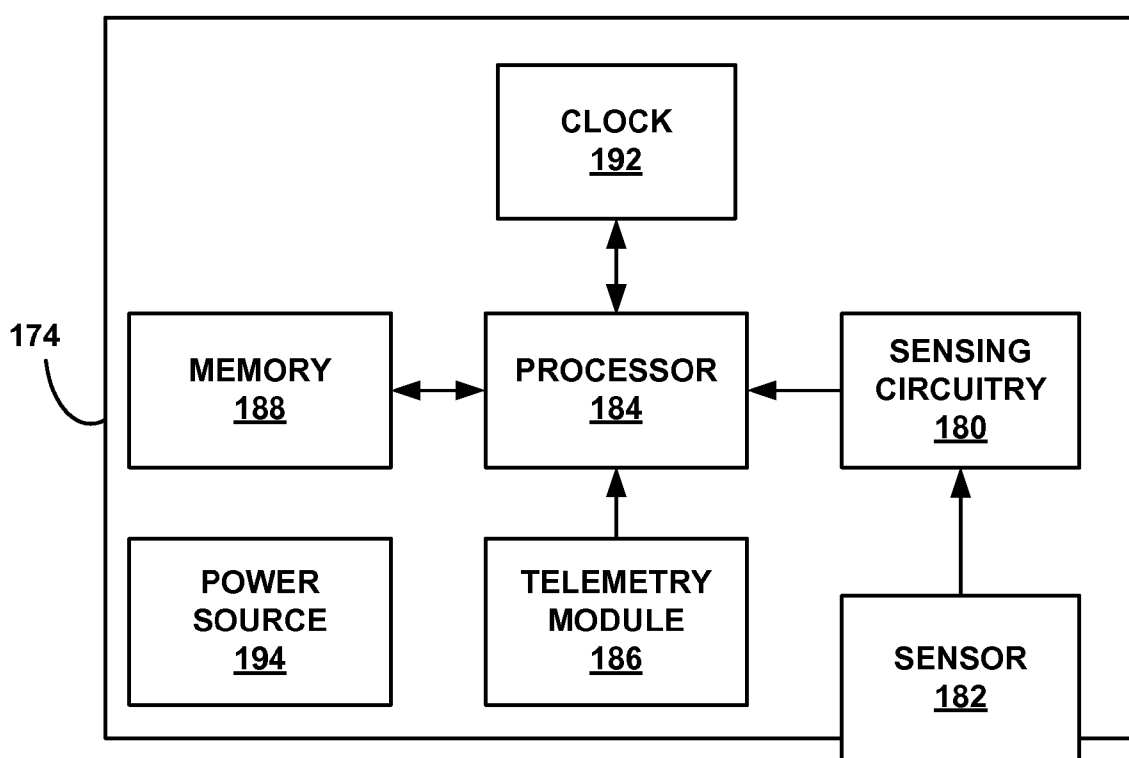 CLOCK
192
174
MEMORY
188
PROCESSOR
184
SENSING
CIRCUITRY
180
POWER
SOURCE
194
TELEMETRY
MODULE
186
SENSOR
182